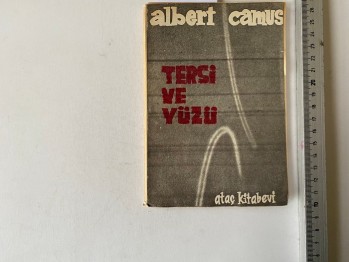 albert camus
TERSİ
VE
YÜZÜ
ataç kitabevi